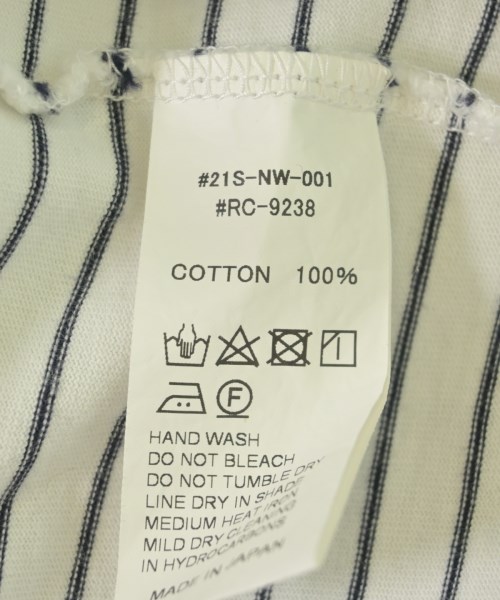 #21S-NW-001
#RC-9238
COTTON 100%
F
HAND WASH
DO NOT BLEACH
DO NOT TUMBLE DRY
LINE DRY IN SHADE
MEDIUM HEAT IRON
MILD DRY CLEANING
IN HYDROCARBONS
MADE IN JAPAN